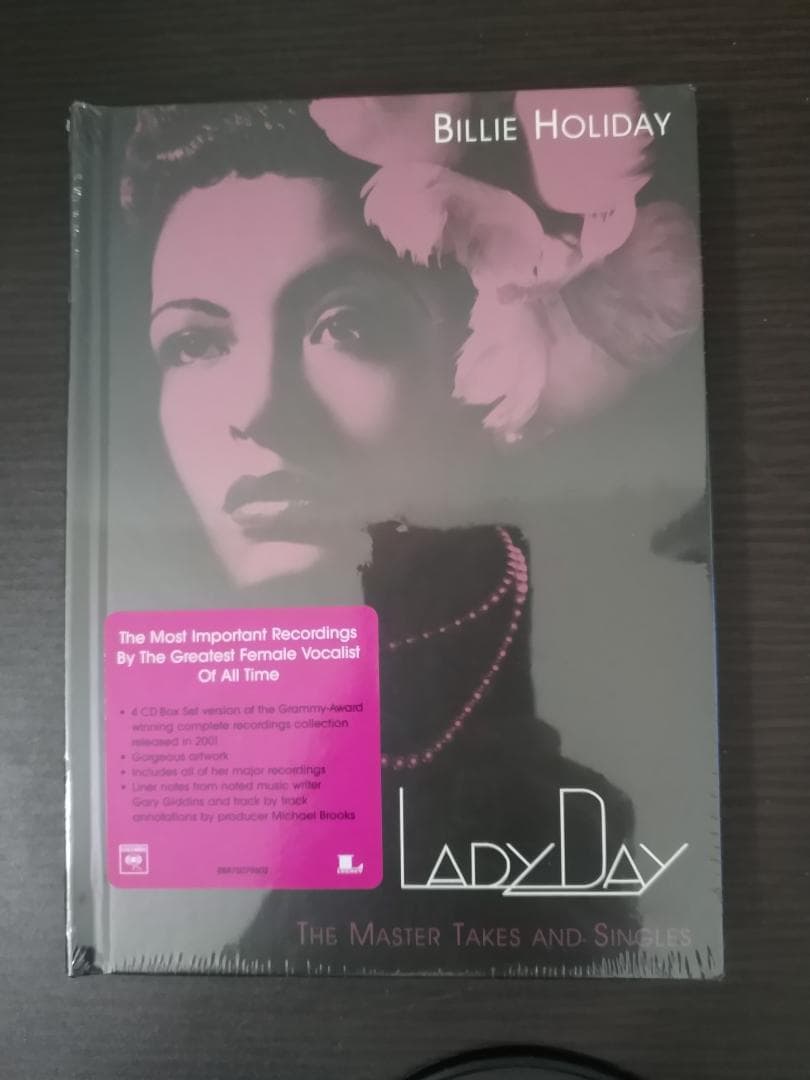 BILLIE HOLIDAY
The Most Important Recordings
By The Greatest Female Vocalist
Of All Time
• 4 CD Box Set version of the Grammy-Award
winning complete recordings collection
released in 2001
• Gorgeous artwork
• Includes all of her major recordings
• Liner notes from noted music writer
Gary Giddins and track by track
annotations by producer Michael Brooks
LADY DAY
THE MASTER TAKES AND SINGLES